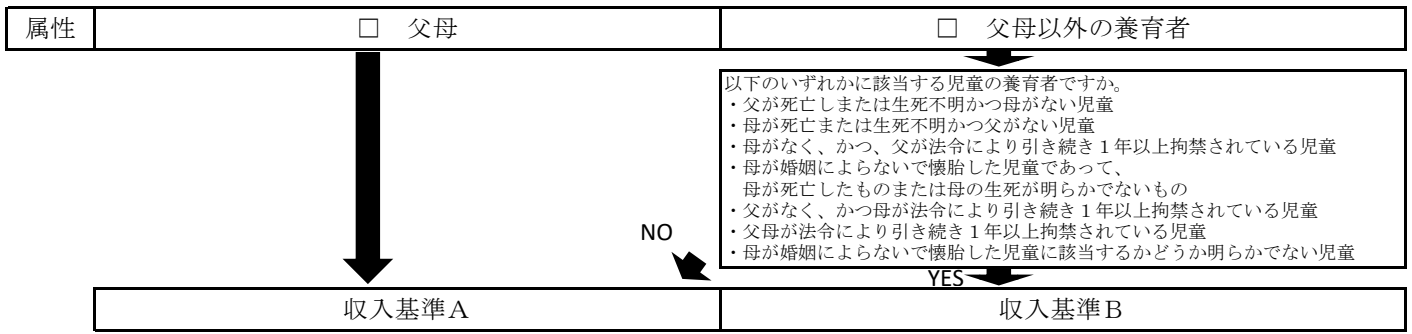 属性 □ 父母 □ 父母以外の養育者
以下のいずれかに該当する児童の養育者ですか。
・父が死亡しまたは生死不明かつ母がない児童
・母が死亡または生死不明かつ父がない児童
・母がなく、かつ、父が法令により引き続き１年以上拘禁されている児童
・母が婚姻によらないで懐胎した児童であって、
母が死亡したものまたは母の生死が明らかでないもの
・父がなく、かつ母が法令により引き続き１年以上拘禁されている児童
・父母が法令により引き続き１年以上拘禁されている児童
・母が婚姻によらないで懐胎した児童に該当するかどうか明らかでない児童
NO
YES
収入基準Ａ 収入基準Ｂ